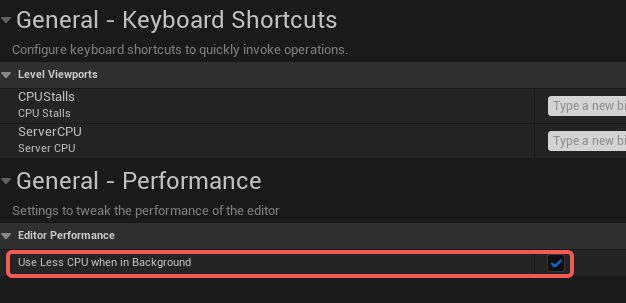 General - Keyboard Shortcuts
Configure keyboard shortcuts to quickly invoke operations.
Level Viewports
CPUStalls
CPU Stalls
Type a new bi
ServerCPU
Server CPU
Type a new bi
General - Performance
Settings to tweak the performance of the editor
Editor Performance
Use Less CPU when in Background